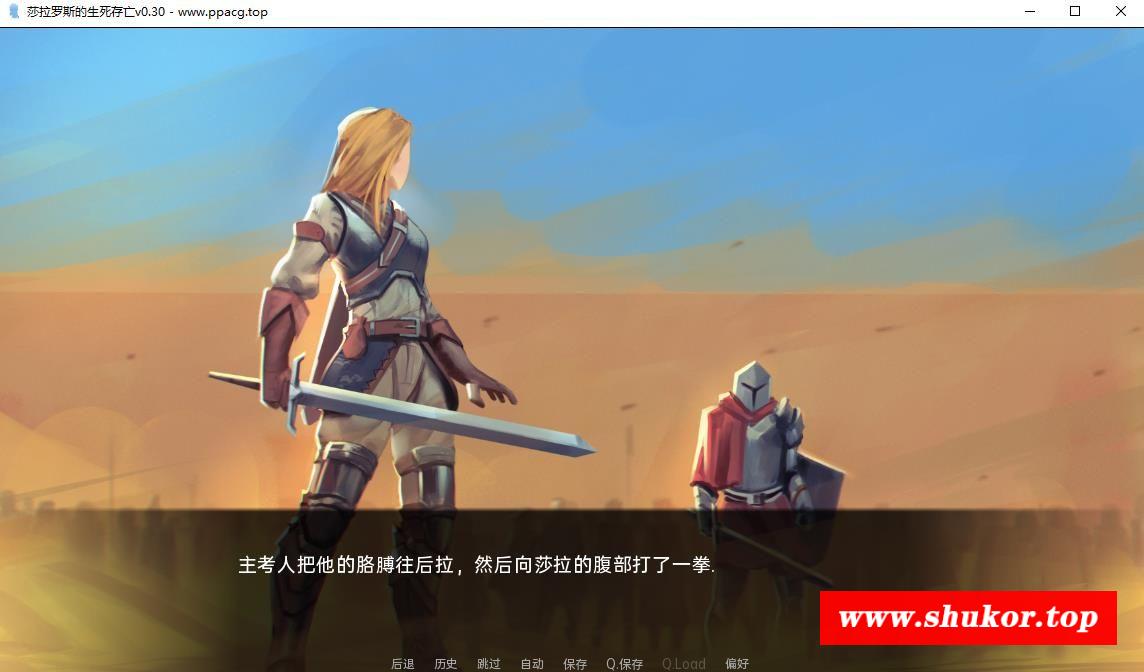 莎拉罗斯的生死存亡v0.30 - www.ppacg.top
主考人把他的胳膊往后拉，然后向莎拉的腹部打了一拳.
www.shukor.top
后退 历史 跳过 自动 保存 Q.保存 Q.Load 偏好